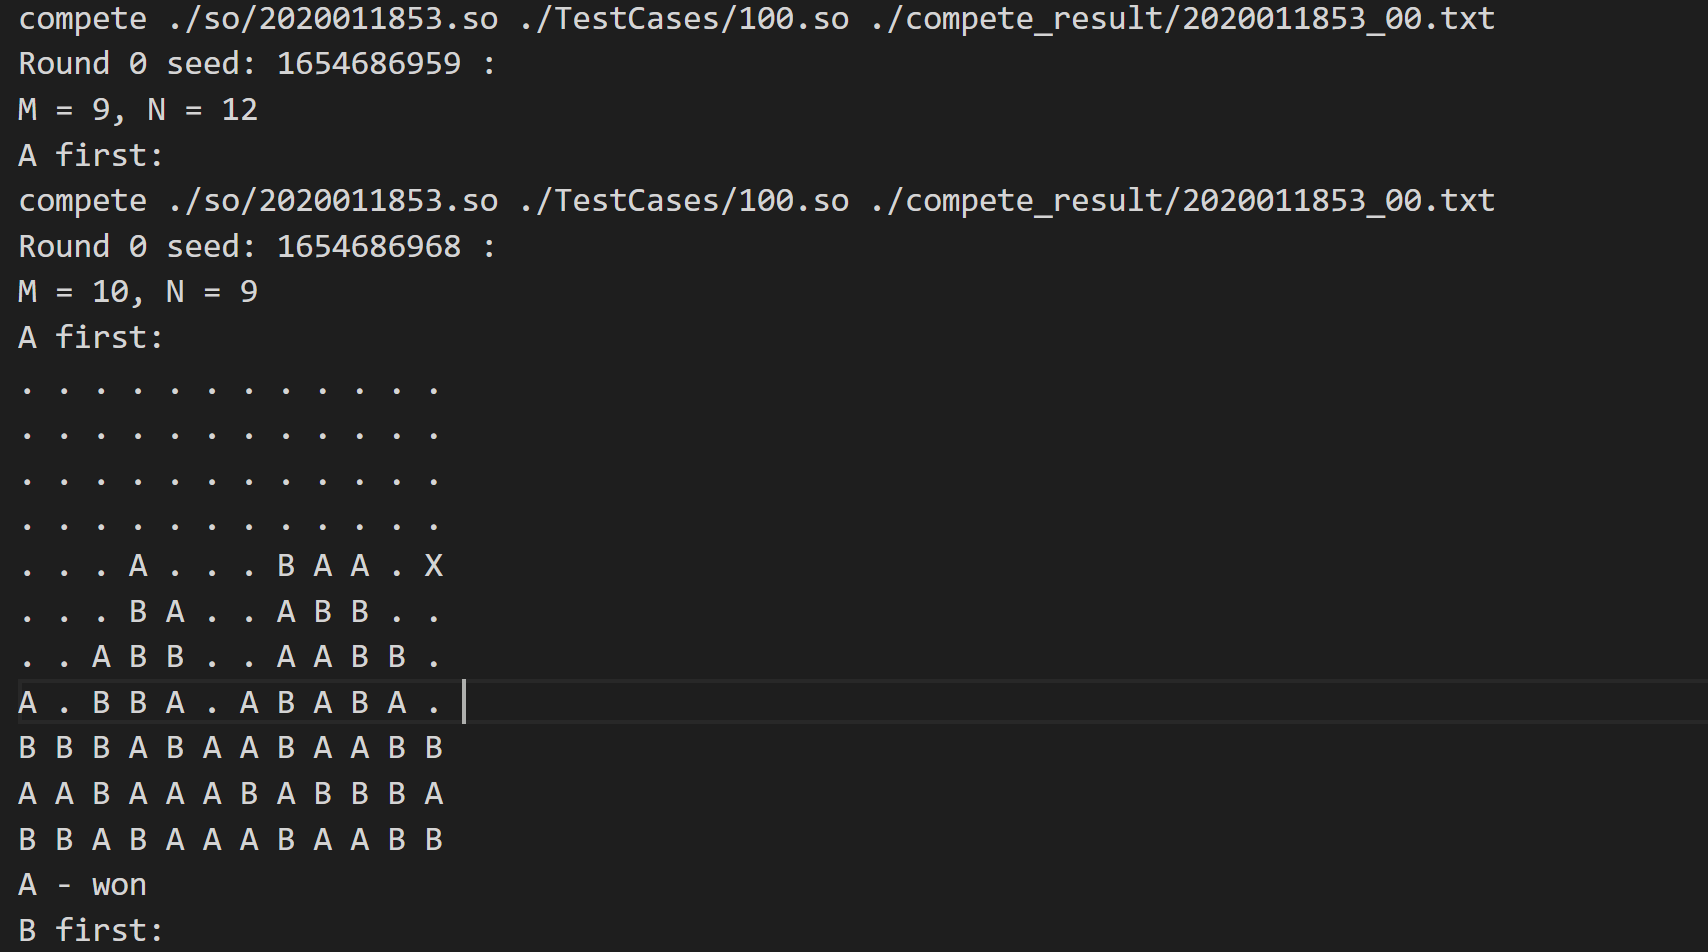 compete ./so/2020011853.so ./TestCases/100.so ./compete_result/2020011853_00.txt
Round 0 seed: 1654686959 :
M = 9, N = 12
A first:
compete ./so/2020011853.so ./TestCases/100.so ./compete_result/2020011853_00.txt
Round 0 seed: 1654686968 :
M = 10, N = 9
A first:
. . . . . . . . . . . .
. . . . . . . . . . . .
. . . . . . . . . . . .
. . . . . . . . . . . .
. . . A . . . B A A . X
. . . B A . . A B B . .
. . A B B . . A A B B .
A . B B A . A B A B A .
B B B A B A A B A A B B
A A B A A A B A B B B A
B B A B A A A B A A B B
A - won
B first: